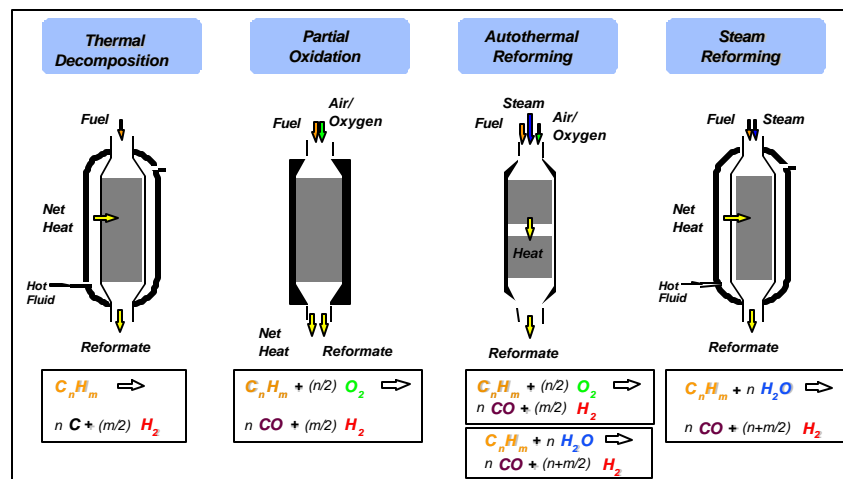 Thermal
Decomposition
Partial
Oxidation
Autothermal
Reforming
Steam
Reforming
Fuel
Net
Heat
Hot
Fluid
Reformate
CₙHₘ ⇨
n C + (m/2) H₂
Air/
Oxygen
Fuel
Net
Heat
Reformate
CₙHₘ + (n/2) O₂ ⇨
n CO + (m/2) H₂
Steam
Fuel
Air/
Oxygen
Heat
Reformate
CₙHₘ + (n/2) O₂ ⇨
n CO + (m/2) H₂
CₙHₘ + n H₂O ⇨
n CO + (n+m/2) H₂
Fuel Steam
Net
Heat
Hot
Fluid
Reformate
CₙHₘ + n H₂O ⇨
n CO + (n+m/2) H₂